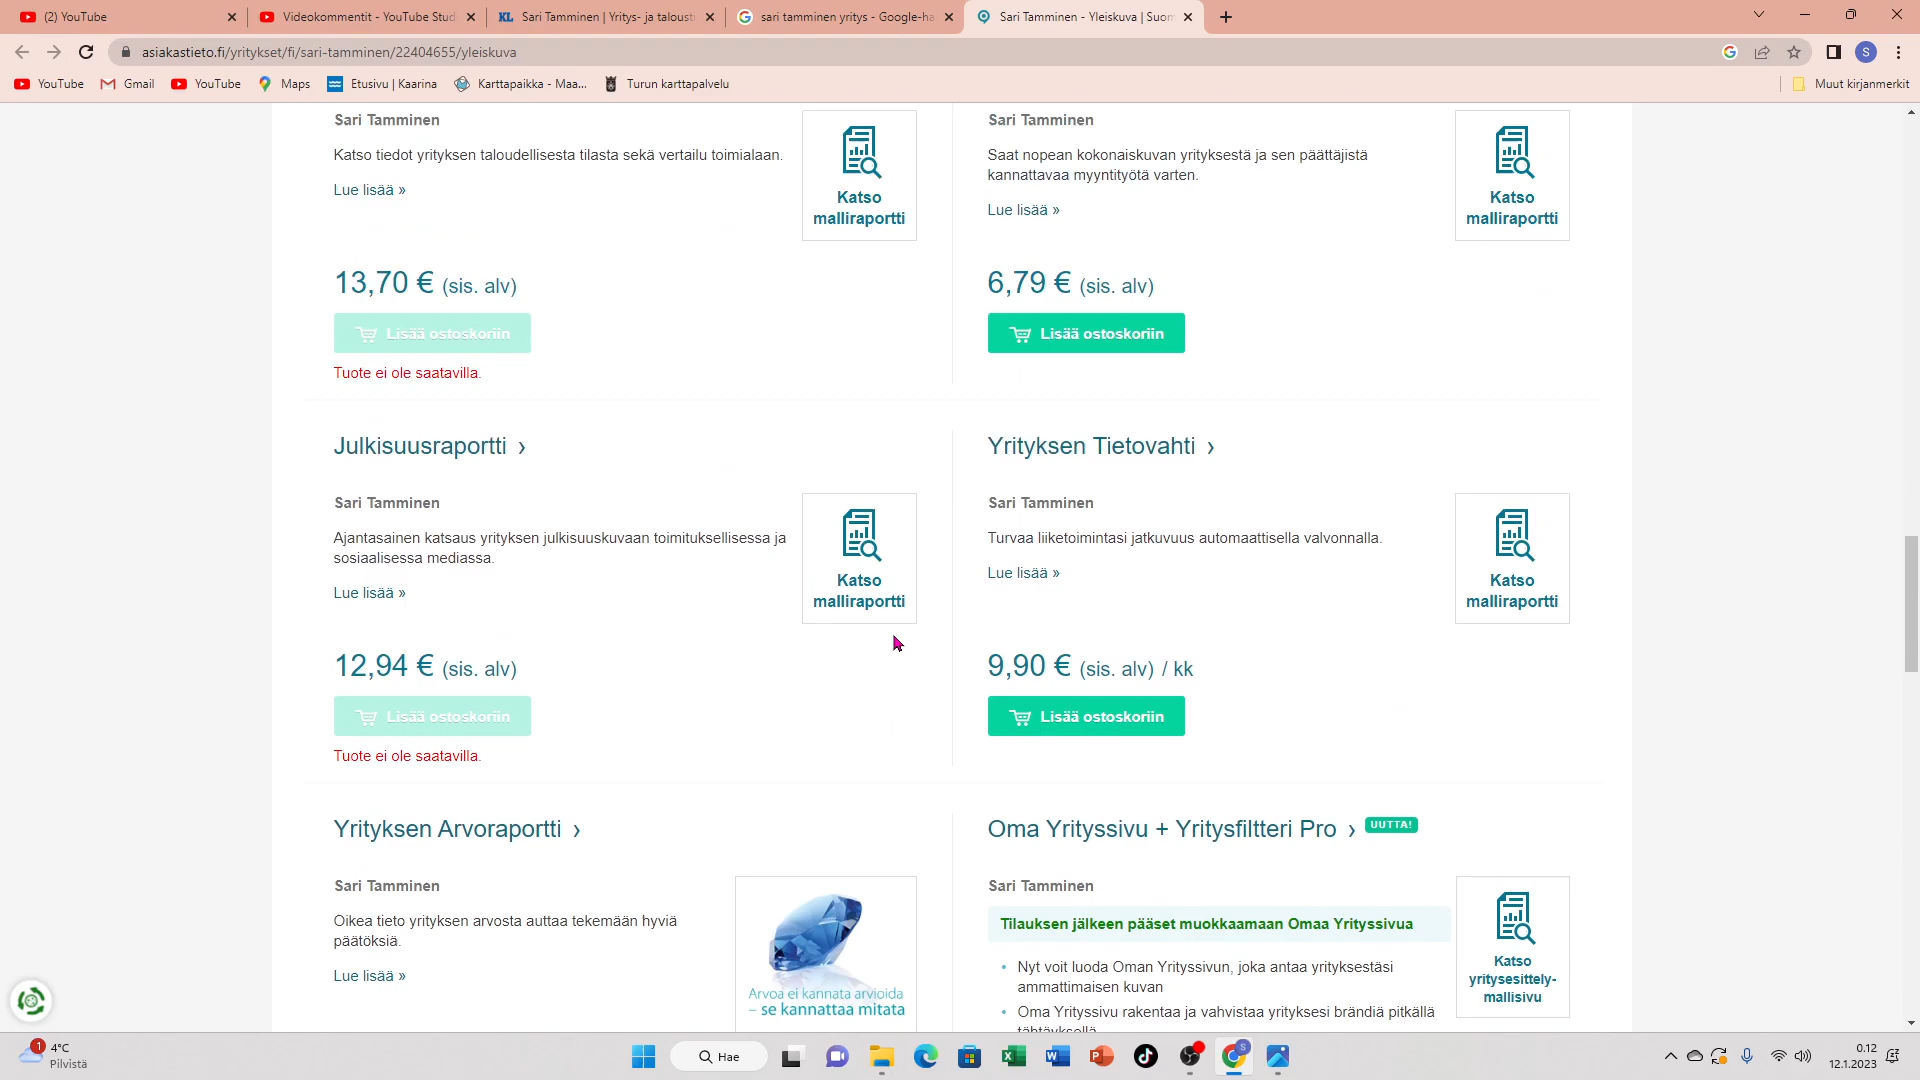 (2) YouTube
Videokommentit - YouTube Stud
Sari Tamminen | Yritys- ja talousti
sari tamminen yritys - Google-ha
Sari Tamminen - Yleiskuva | Suom
asiakastieto.fi/yritykset/fi/sari-tamminen/22404655/yleiskuva
S
YouTube
Gmail
YouTube
Maps
Etusivu | Kaarina
Karttapaikka - Maa...
Turun karttapalvelu
Muut kirjanmerkit
Sari Tamminen
Katso tiedot yrityksen taloudellisesta tilasta sekä vertailu toimialaan.
Lue lisää »
Katso
malliraportti
13,70 € (sis. alv)
Lisää ostoskoriin
Tuote ei ole saatavilla.
Sari Tamminen
Saat nopean kokonaiskuvan yrityksestä ja sen päättäjistä
kannattavaa myyntityötä varten.
Lue lisää »
Katso
malliraportti
6,79 € (sis. alv)
Lisää ostoskoriin
Julkisuusraportti ›
Sari Tamminen
Ajantasainen katsaus yrityksen julkisuuskuvaan toimituksellisessa ja
sosiaalisessa mediassa.
Lue lisää »
Katso
malliraportti
12,94 € (sis. alv)
Lisää ostoskoriin
Tuote ei ole saatavilla.
Yrityksen Tietovahti ›
Sari Tamminen
Turvaa liiketoimintasi jatkuvuus automaattisella valvonnalla.
Lue lisää »
Katso
malliraportti
9,90 € (sis. alv) / kk
Lisää ostoskoriin
Yrityksen Arvoraportti ›
Sari Tamminen
Oikea tieto yrityksen arvosta auttaa tekemään hyviä
päätöksiä.
Lue lisää »
Arvoa ei kannata arvioida
– se kannattaa mitata
Oma Yrityssivu + Yritysfiltteri Pro › UUTTA!
Sari Tamminen
Tilauksen jälkeen pääset muokkaamaan Omaa Yrityssivua
• Nyt voit luoda Oman Yrityssivun, joka antaa yrityksestäsi
ammattimaisen kuvan
• Oma Yrityssivu rakentaa ja vahvistaa yrityksesi brändiä pitkällä
tähtäyksellä
Katso
yritysesittely-
mallisivu
1
4°C
Pilvistä
Hae
0.12
12.1.2023